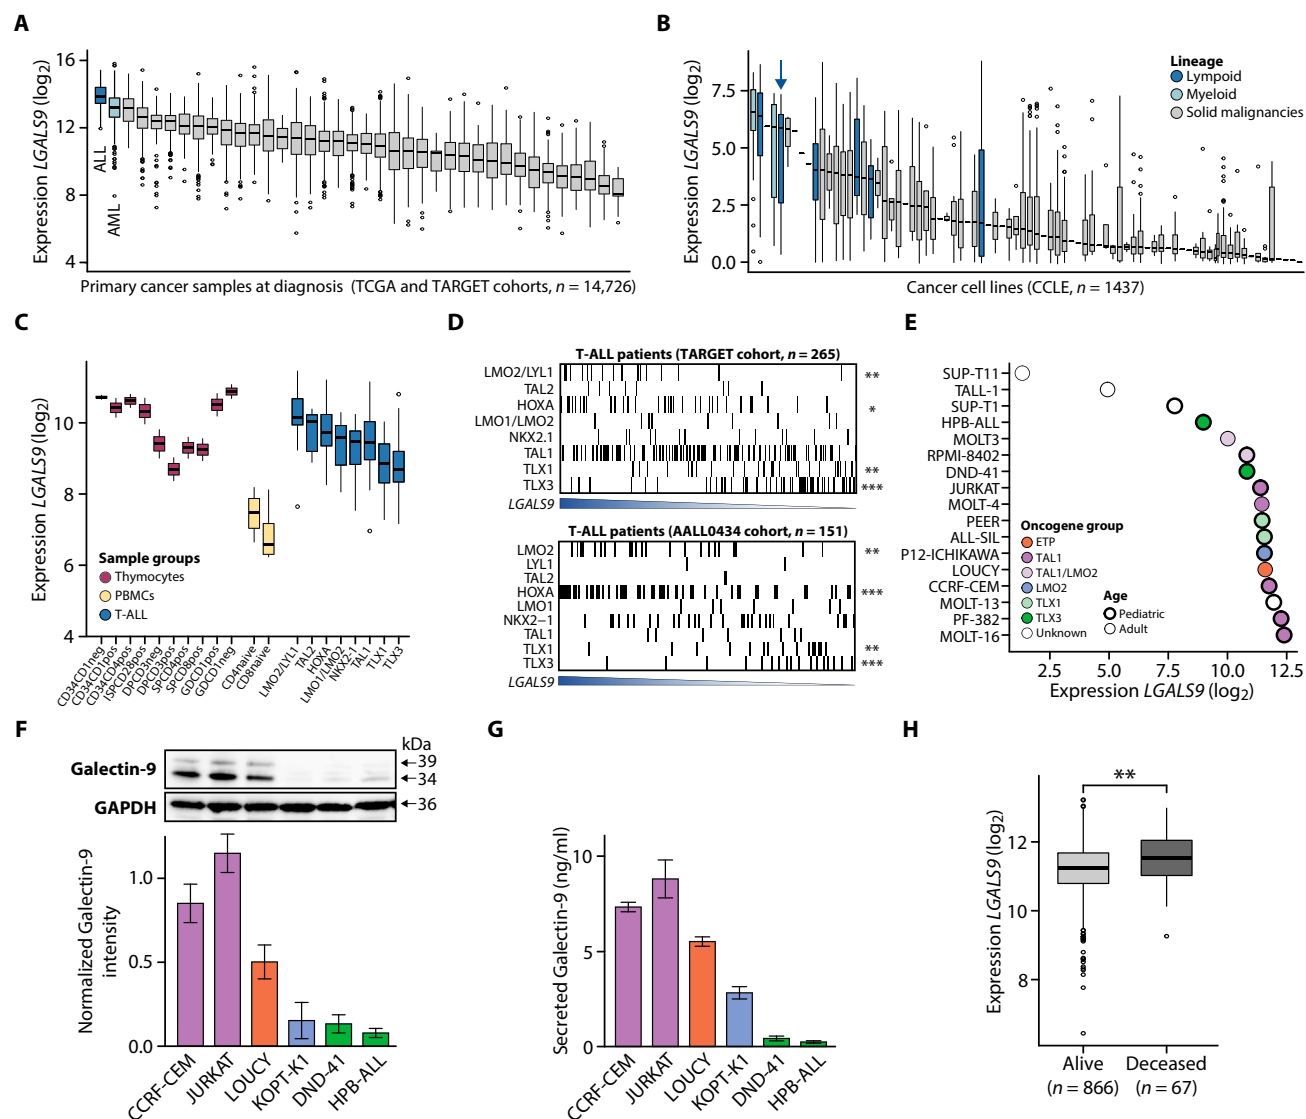 A
Expression LGALS9 (log2)
16
12
8
4
ALL
AML
Primary cancer samples at diagnosis (TCGA and TARGET cohorts, n = 14,726)
B
Expression LGALS9 (log2)
7.5
5.0
2.5
0.0
Lineage
Lympoid
Myeloid
Solid malignancies
Cancer cell lines (CCLE, n = 1437)
C
Expression LGALS9 (log2)
10
8
6
4
Sample groups
Thymocytes
PBMCs
T-ALL
CD34CD1neg
CD34CD1pos
CD34CD4pos
ISPCD28pos
DPCD3neg
DPCD3pos
SPCD4pos
SPCD8pos
GDCD1pos
GDCD1neg
CD4naive
CD8naive
LMO2/LYL1
TAL2
HOXA
LMO1/LMO2
NKX2-1
TAL1
TLX1
TLX3
D
T-ALL patients (TARGET cohort, n = 265)
LMO2/LYL1 **
TAL2
HOXA *
LMO1/LMO2
NKX2.1
TAL1
TLX1 **
TLX3 ***
LGALS9
T-ALL patients (AALL0434 cohort, n = 151)
LMO2 **
LYL1
TAL2
HOXA ***
LMO1
NKX2−1
TAL1
TLX1 **
TLX3 ***
LGALS9
E
SUP-T11
TALL-1
SUP-T1
HPB-ALL
MOLT3
RPMI-8402
DND-41
JURKAT
MOLT-4
PEER
ALL-SIL
P12-ICHIKAWA
LOUCY
CCRF-CEM
MOLT-13
PF-382
MOLT-16
Oncogene group
ETP
TAL1
TAL1/LMO2
LMO2
TLX1
TLX3
Unknown
Age
Pediatric
Adult
2.5 5.0 7.5 10.0 12.5
Expression LGALS9 (log2)
F
kDa
Galectin-9
39
34
GAPDH
36
Normalized Galectin-9
intensity
1.0
0.5
0.0
CCRF-CEM
JURKAT
LOUCY
KOPT-K1
DND-41
HPB-ALL
G
Secreted Galectin-9 (ng/ml)
10
5
0
CCRF-CEM
JURKAT
LOUCY
KOPT-K1
DND-41
HPB-ALL
H
**
Expression LGALS9 (log2)
12
10
8
Alive
(n = 866)
Deceased
(n = 67)